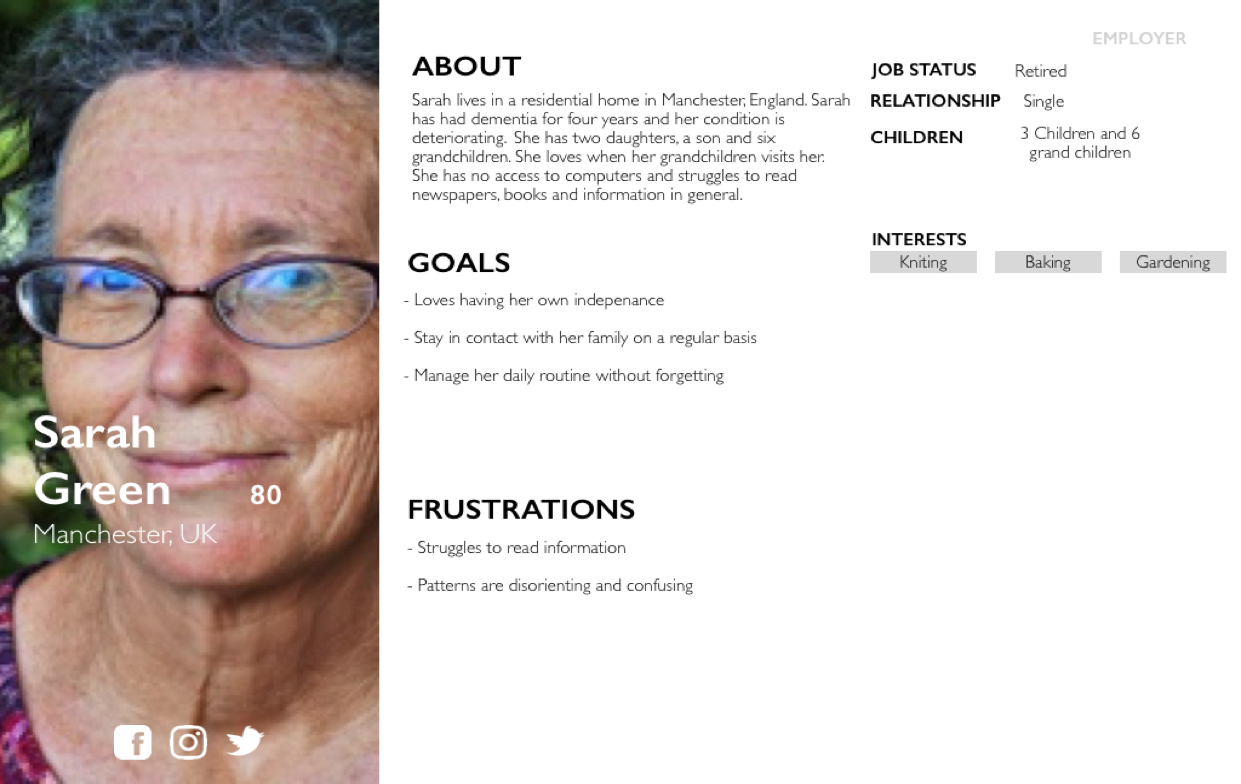 Sarah
Green 80
Manchester, UK
ABOUT
Sarah lives in a residential home in Manchester, England. Sarah
has had dementia for four years and her condition is
deteriorating. She has two daughters, a son and six
grandchildren. She loves when her grandchildren visits her.
She has no access to computers and struggles to read
newspapers, books and information in general.
GOALS
- Loves having her own indepenance
- Stay in contact with her family on a regular basis
- Manage her daily routine without forgetting
FRUSTRATIONS
- Struggles to read information
- Patterns are disorienting and confusing
EMPLOYER
JOB STATUS Retired
RELATIONSHIP Single
CHILDREN 3 Children and 6
grand children
INTERESTS
Kniting Baking Gardening